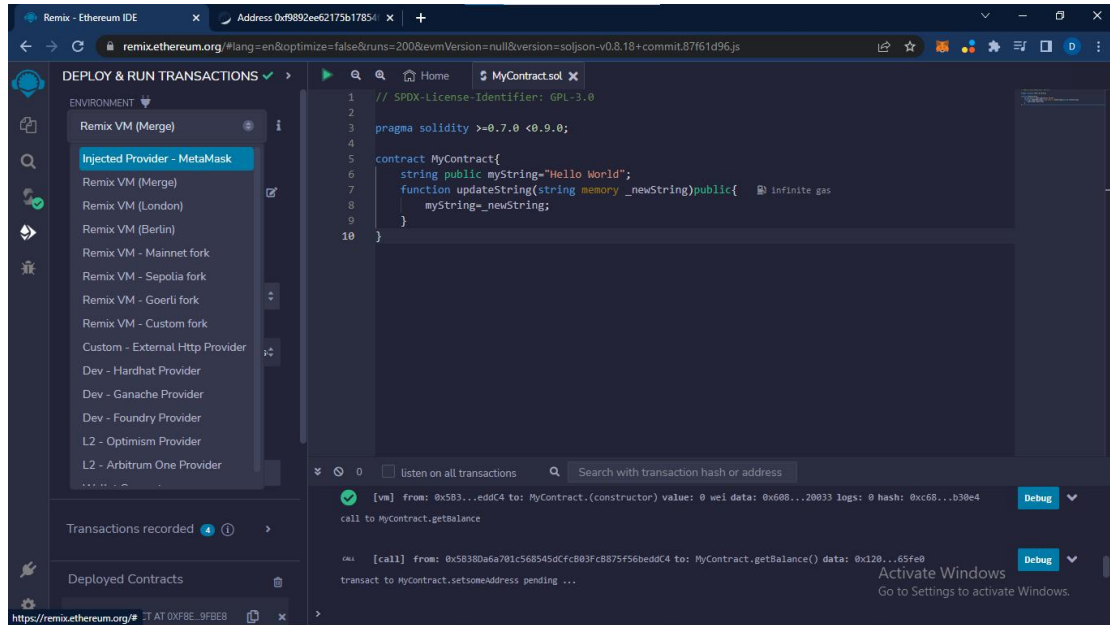 Remix - Ethereum IDE
Address 0xf9892ee62175b17854
remix.ethereum.org/#lang=en&optimize=false&runs=200&evmVersion=null&version=soljson-v0.8.18+commit.87f61d96.js
D
DEPLOY & RUN TRANSACTIONS
ENVIRONMENT
Remix VM (Merge)
i
Injected Provider - MetaMask
Remix VM (Merge)
Remix VM (London)
Remix VM (Berlin)
Remix VM - Mainnet fork
Remix VM - Sepolia fork
Remix VM - Goerli fork
Remix VM - Custom fork
Custom - External Http Provider
Dev - Hardhat Provider
Dev - Ganache Provider
Dev - Foundry Provider
L2 - Optimism Provider
L2 - Arbitrum One Provider
Transactions recorded 4 i
Deployed Contracts
CT AT 0XF8E...9FBE8
https://remix.ethereum.org/#
Home
MyContract.sol
1 // SPDX-License-Identifier: GPL-3.0
2
3 pragma solidity >=0.7.0 <0.9.0;
4
5 contract MyContract{
6 string public myString="Hello World";
7 function updateString(string memory _newString)public{ infinite gas
8 myString=_newString;
9 }
10 }
0 listen on all transactions Search with transaction hash or address
[vm] from: 0x5B3...eddC4 to: MyContract.(constructor) value: 0 wei data: 0x608...20033 logs: 0 hash: 0xc68...b30e4 Debug
call to MyContract.getBalance
CALL [call] from: 0x5B38Da6a701c568545dCfcB03FcB875f56beddC4 to: MyContract.getBalance() data: 0x120...65fe0 Debug
transact to MyContract.setsomeAddress pending ...
>
Activate Windows
Go to Settings to activate Windows.